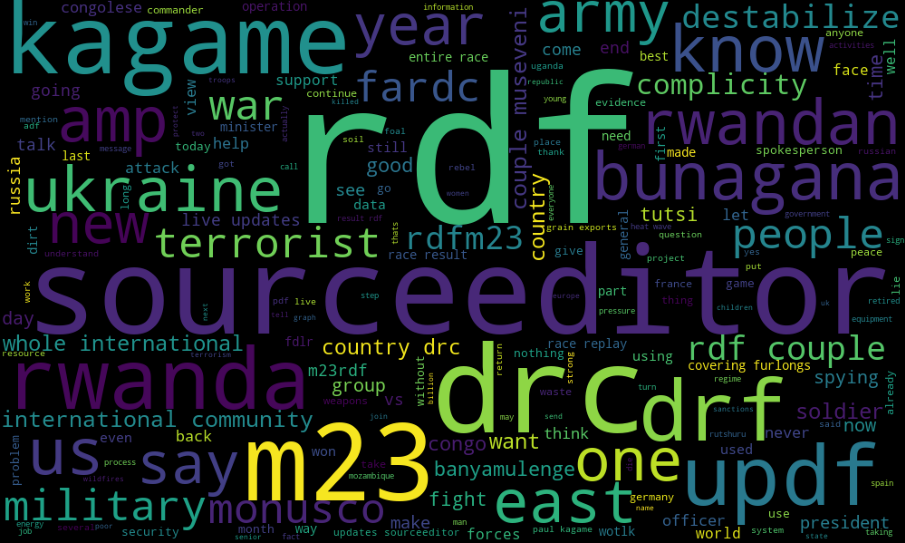 congolese commander operation information
kagame year army destabilize
win entire race come uganda end best know anyone activities
going support view fardc republic young evidence complicity face time well
amp war rdf couple museveni rwandan
mention troops continue killed
adf minister foal need spokesperson
talk last today help soil still place first made german russian
russia ukraine attack message two got good call rebel thank bunagana
protect actually see go women everyone
long live updates data result rdf country grain exports general let tutsi government
dirt new terrorist thats rdfm23 heat wave question people sign
understand race result give project yes put peace
work sourceeditor
pdf live step part france thing game lie retired
day next tell graph europe pressure children uk equipment
whole international fdlr country drc race replay nothing strong using rdf couple
resource m23rdf without billion return waste covering furlongs
rwanda terrorism group vs drc turn regime spying already
international community weapons join may send drf sanctions soldier
problem even back won take congo want think rutshuru used said now never
us say process m23 mozambique banyamulenge one updpf state spain
military wildfires monusco fight east germany officer use president
energy several poor month make man name world system taking
job security senior way fact updates sourceeditor paul kagame forces wotlk